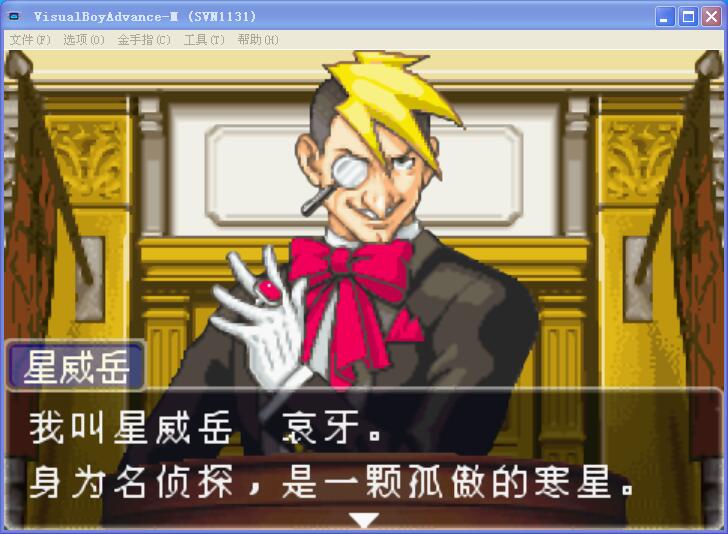 VisualBoyAdvance-M (SVN1131)
文件(F) 选项(O) 金手指(C) 工具(T) 帮助(H)
星威岳
我叫星威岳 哀牙。
身为名侦探，是一颗孤傲的寒星。